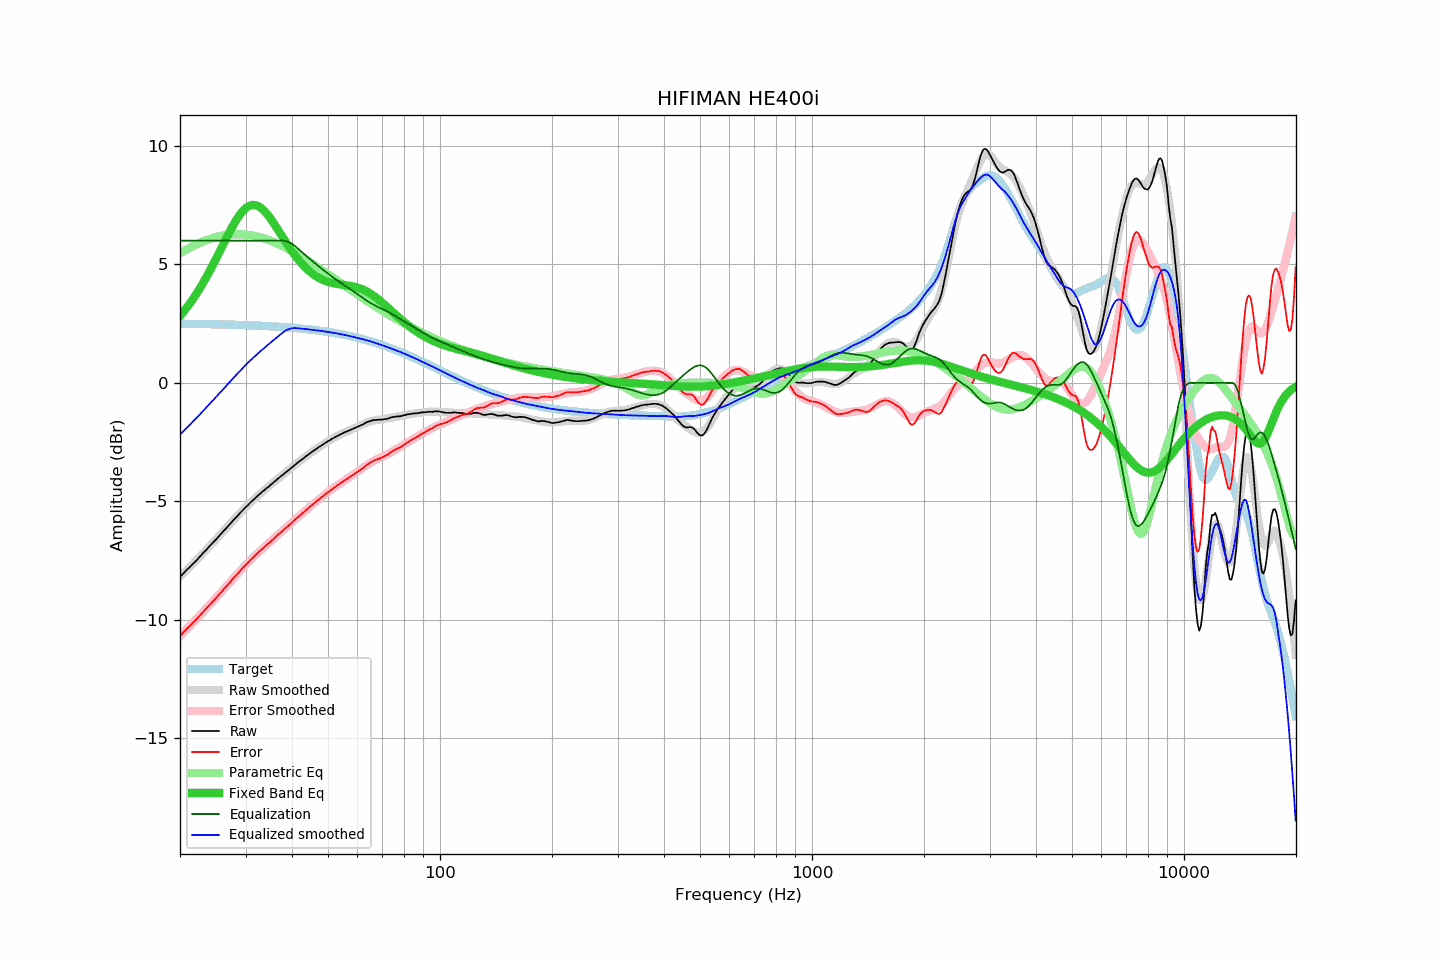 HIFIMAN HE400i
10
5
0
−5
−10
−15
Amplitude (dBr)
Target
Raw Smoothed
Error Smoothed
Raw
Error
Parametric Eq
Fixed Band Eq
Equalization
Equalized smoothed
100
1000
10000
Frequency (Hz)